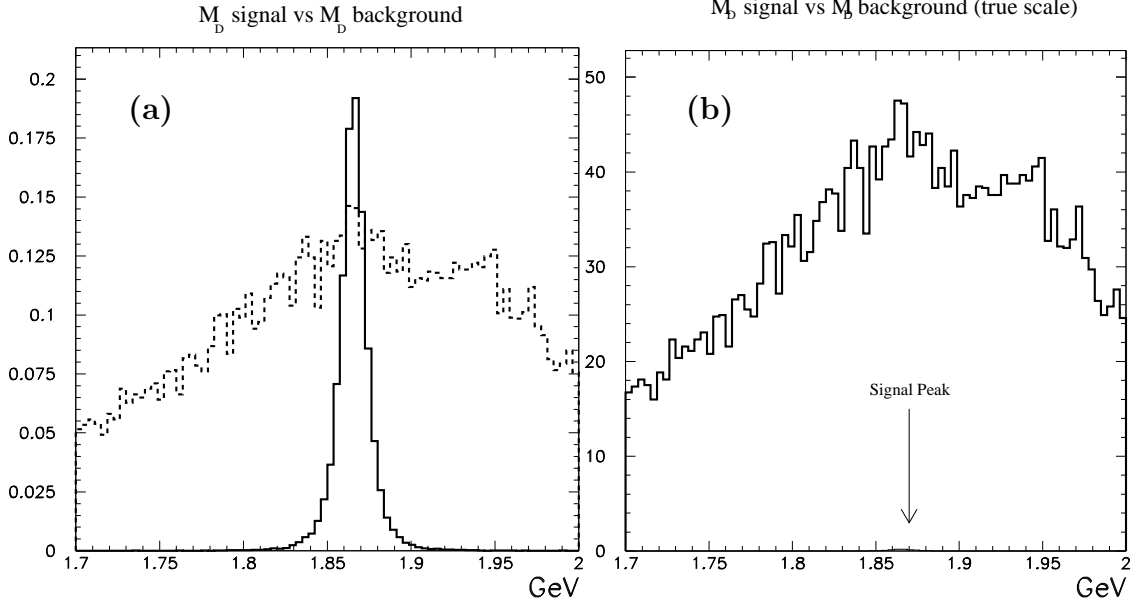 M_D signal vs M_D background
(a)
0.2
0.175
0.15
0.125
0.1
0.075
0.05
0.025
0
1.7 1.75 1.8 1.85 1.9 1.95 2
GeV
M_D signal vs M_D background (true scale)
(b)
50
40
30
20
10
0
Signal Peak
1.7 1.75 1.8 1.85 1.9 1.95 2
GeV